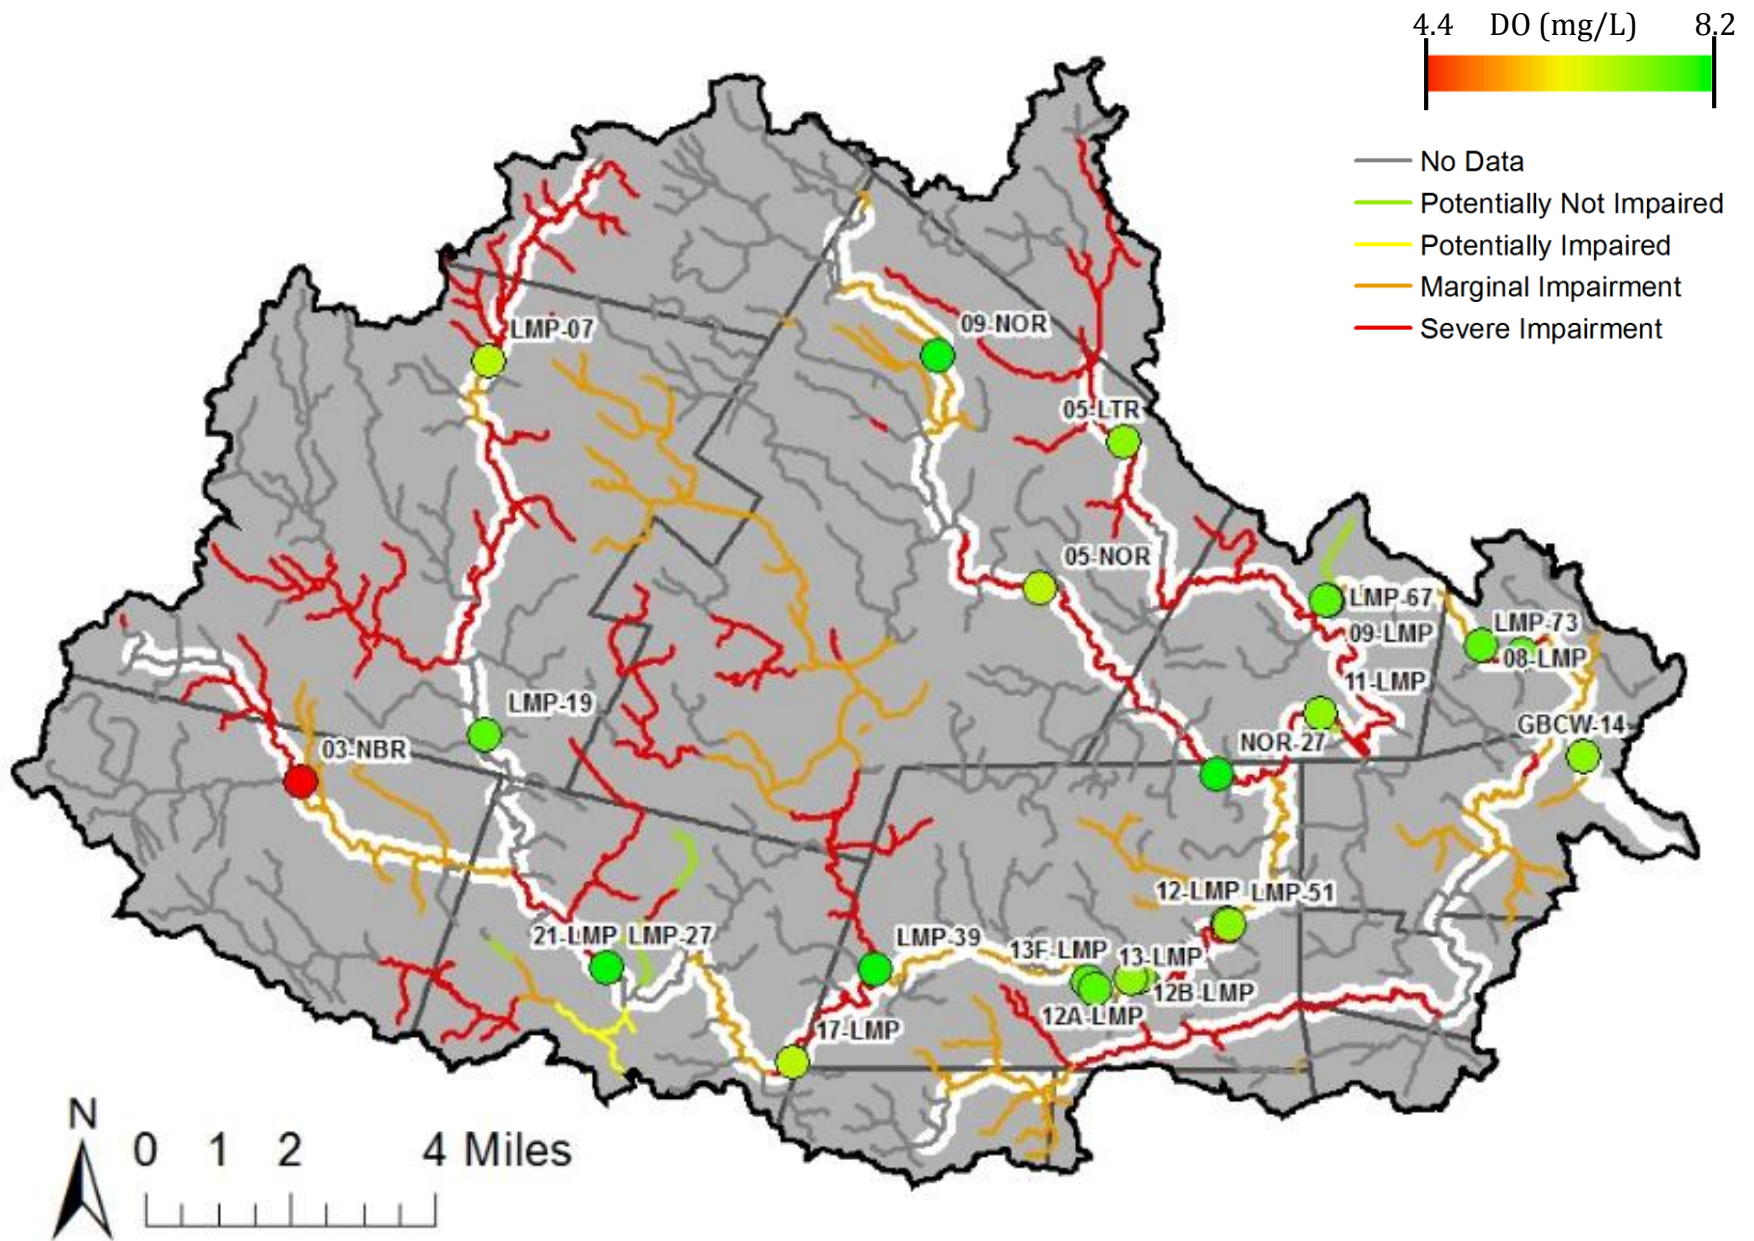 4.4 DO (mg/L) 8.2
No Data
Potentially Not Impaired
Potentially Impaired
Marginal Impairment
Severe Impairment
LMP-07
09-NOR
05-LTR
05-NOR
LMP-67
LMP-73
09-LMP
08-LMP
11-LMP
LMP-19
GBCW-14
NOR-27
03-NBR
12-LMP
LMP-51
21-LMP
LMP-27
LMP-39
13F-LMP
13-LMP
12B-LMP
12A-LMP
17-LMP
N
0 1 2 4 Miles